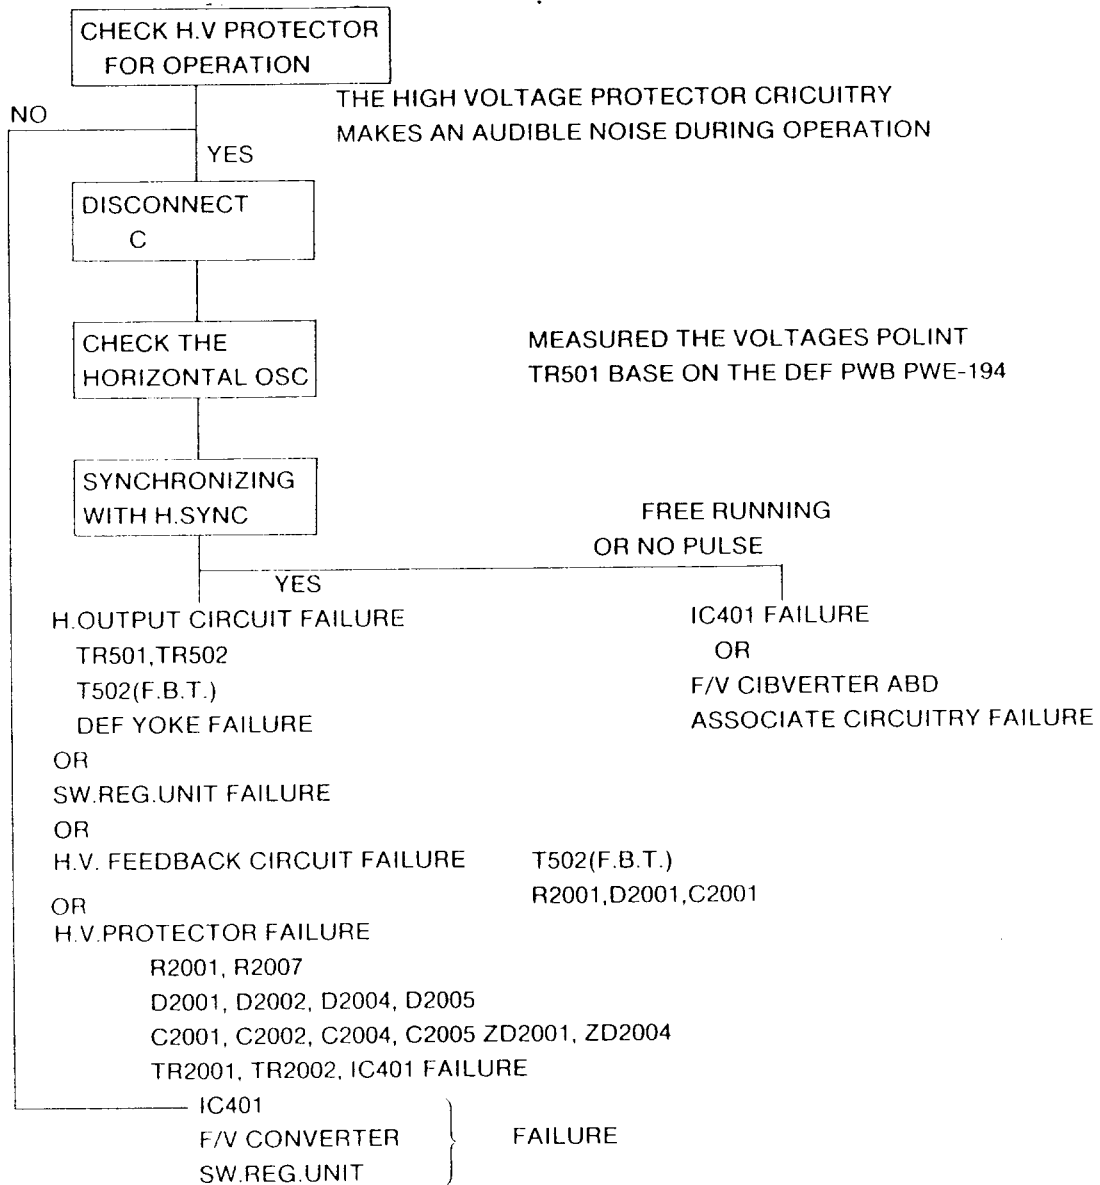 CHECK H.V PROTECTOR
FOR OPERATION
THE HIGH VOLTAGE PROTECTOR CRICUITRY
MAKES AN AUDIBLE NOISE DURING OPERATION
NO
YES
DISCONNECT
C
CHECK THE
HORIZONTAL OSC
MEASURED THE VOLTAGES POLINT
TR501 BASE ON THE DEF PWB PWE-194
SYNCHRONIZING
WITH H.SYNC
FREE RUNNING
OR NO PULSE
YES
H.OUTPUT CIRCUIT FAILURE
TR501,TR502
T502(F.B.T.)
DEF YOKE FAILURE
IC401 FAILURE
OR
F/V CIBVERTER ABD
ASSOCIATE CIRCUITRY FAILURE
OR
SW.REG.UNIT FAILURE
OR
H.V. FEEDBACK CIRCUIT FAILURE T502(F.B.T.)
R2001,D2001,C2001
OR
H.V.PROTECTOR FAILURE
R2001, R2007
D2001, D2002, D2004, D2005
C2001, C2002, C2004, C2005 ZD2001, ZD2004
TR2001, TR2002, IC401 FAILURE
IC401
F/V CONVERTER FAILURE
SW.REG.UNIT